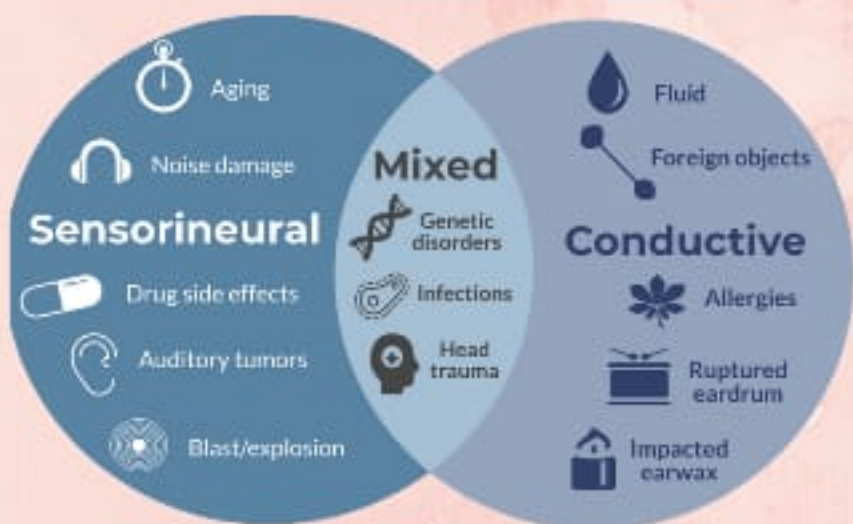 Aging
Noise damage
Sensorineural
Drug side effects
Auditory tumors
Blast/explosion
Mixed
Genetic
disorders
Infections
Head
trauma
Fluid
Foreign objects
Conductive
Allergies
Ruptured
eardrum
Impacted
earwax